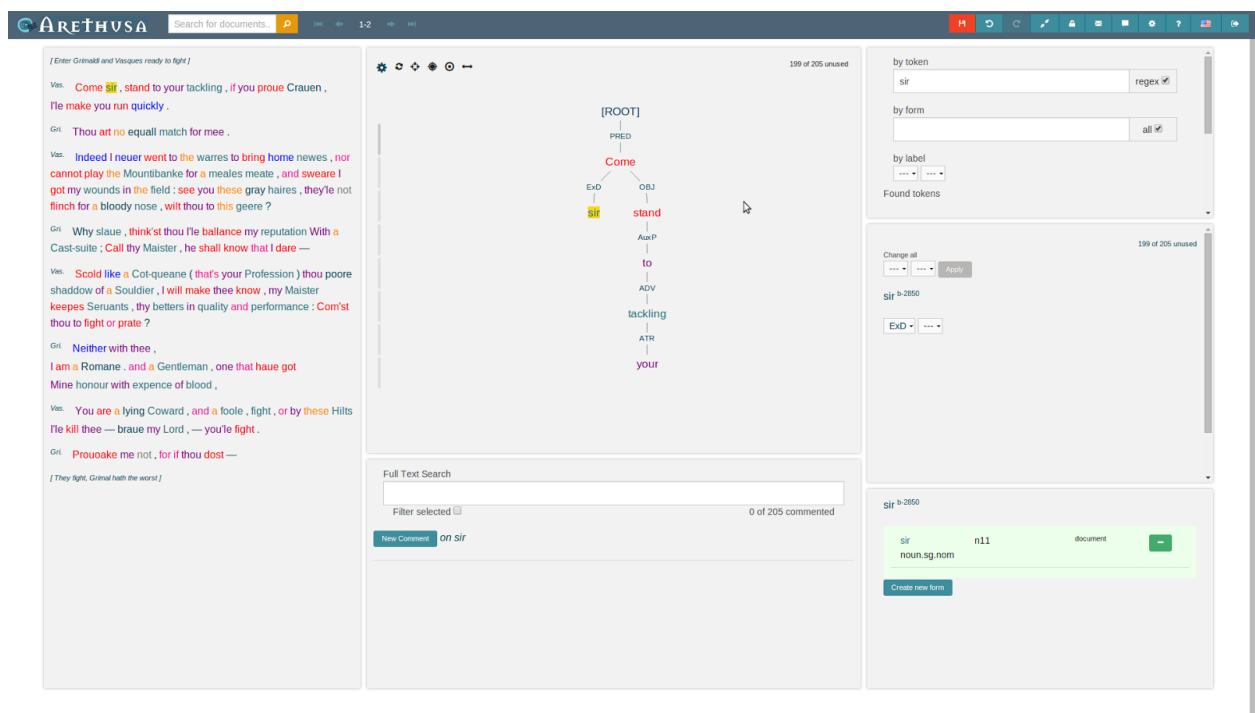 ARETHUSA
Search for documents..
1-2
[ Enter Grimaldi and Vasques ready to fight ]
Vas. Come sir , stand to your tackling , if you proue Crauen ,
I'le make you run quickly .
Gri. Thou art no equall match for mee .
Vas. Indeed I neuer went to the warres to bring home newes , nor
cannot play the Mountibanke for a meales meate , and sweare I
got my wounds in the field : see you these gray haires , they'le not
flinch for a bloody nose , wilt thou to this geere ?
Gri. Why slaue , think'st thou I'le ballance my reputation With a
Cast-suite ; Call thy Maister , he shall know that I dare —
Vas. Scold like a Cot-queane ( that's your Profession ) thou poore
shaddow of a Souldier , I will make thee know , my Maister
keepes Seruants , thy betters in quality and performance : Com'st
thou to fight or prate ?
Gri. Neither with thee ,
I am a Romane . and a Gentleman , one that haue got
Mine honour with expence of blood ,
Vas. You are a lying Coward , and a foole , fight , or by these Hilts
I'le kill thee — braue my Lord , — you'le fight .
Gri. Prouoake me not , for if thou dost —
[ They fight, Grimal hath the worst ]
199 of 205 unused
[ROOT]
PRED
Come
ExD OBJ
sir stand
AuxP
to
ADV
tackling
ATR
your
Full Text Search
Filter selected 0 of 205 commented
New Comment on sir
by token
sir regex
by form
all
by label
--- ---
Found tokens
199 of 205 unused
Change all
--- --- Apply
sir b-2850
ExD ---
sir b-2850
sir n11 document
noun.sg.nom
Create new form